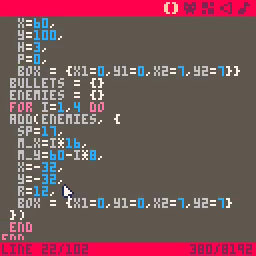 X=60,
Y=100,
H=3,
P=0,
BOX = {X1=0,Y1=0,X2=7,Y2=7}}
BULLETS = {}
ENEMIES = {}
FOR I=1,4 DO
ADD(ENEMIES, {
SP=17,
M_X=I*16,
M_Y=60-I*8,
X=-32,
Y=-32,
R=12,
BOX = {X1=0,Y1=0,X2=7,Y2=7}
})
END
END
LINE 22/102 380/8192